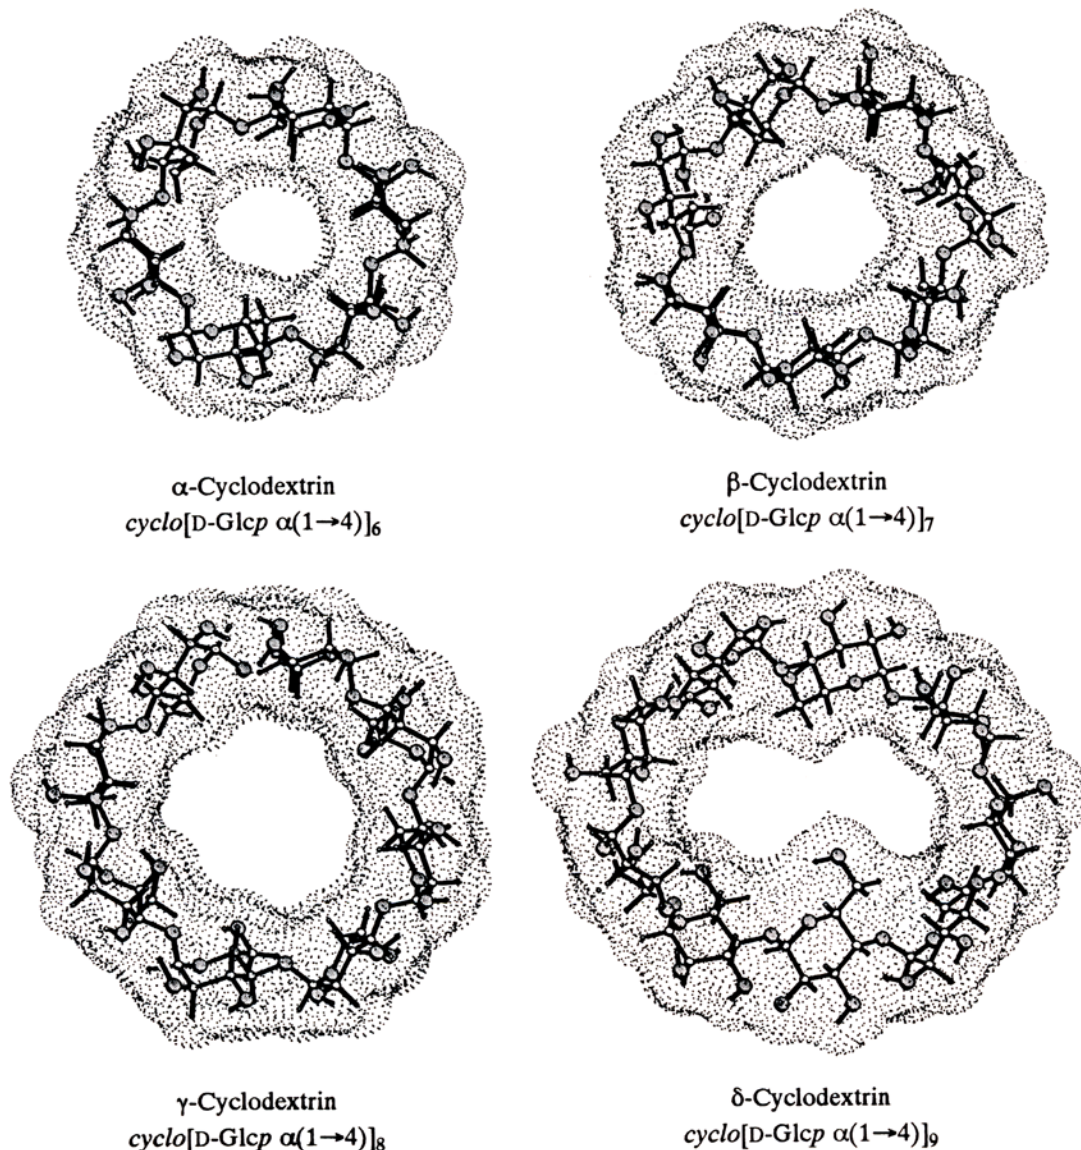 α-Cyclodextrin
cyclo[D-Glcp α(1→4)]₆
β-Cyclodextrin
cyclo[D-Glcp α(1→4)]₇
γ-Cyclodextrin
cyclo[D-Glcp α(1→4)]₈
δ-Cyclodextrin
cyclo[D-Glcp α(1→4)]₉